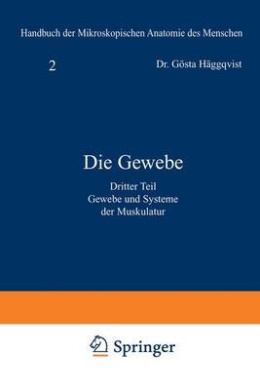 Handbuch der Mikroskopischen Anatomie des Menschen
2
Dr. Gösta Häggqvist
Die Gewebe
Dritter Teil
Gewebe und Systeme
der Muskulatur
Springer